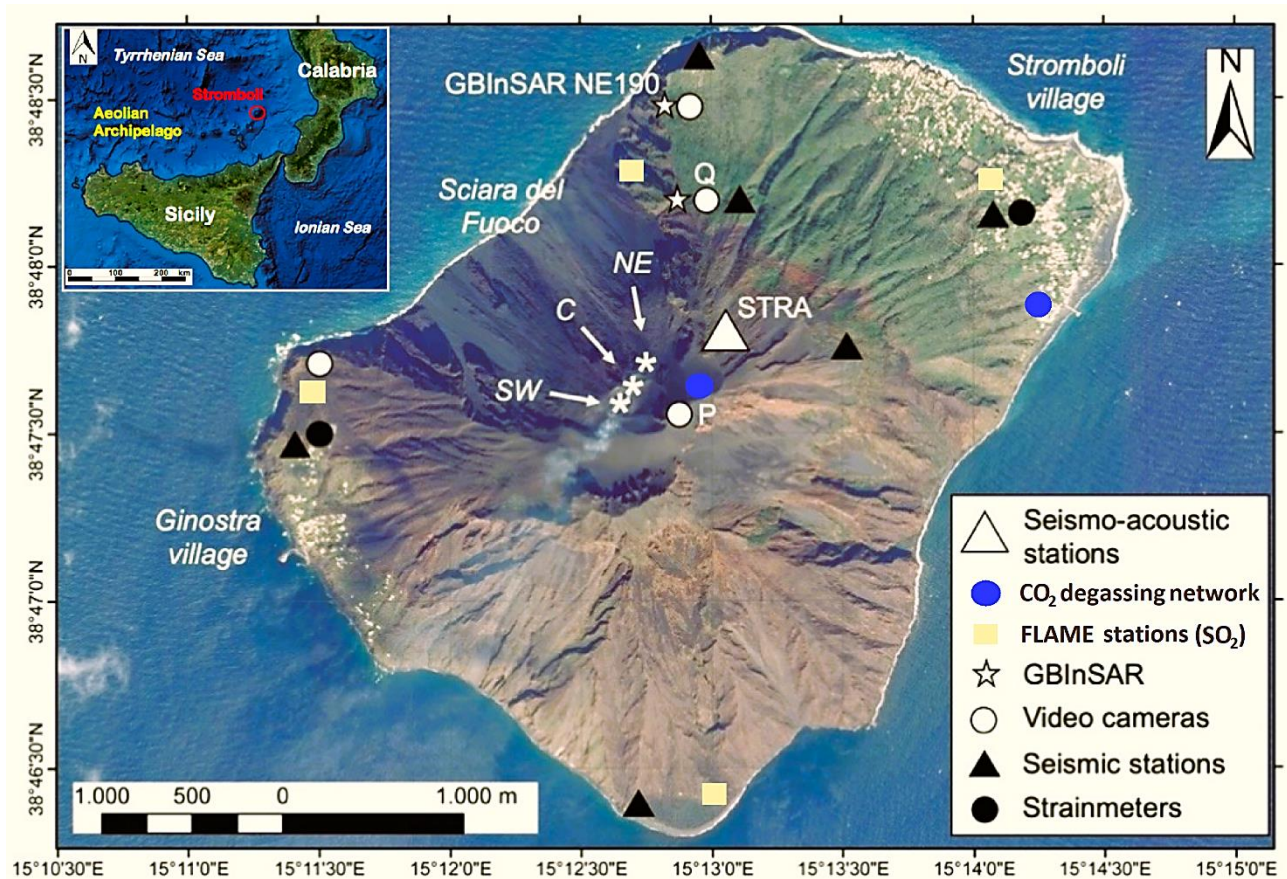 N
Tyrrhenian Sea
Calabria
Stromboli
Aeolian
Archipelago
Sicily
Ionian Sea
0 100 200 km
GBInSAR NE190
Stromboli
village
N
Q
Sciara del
Fuoco
NE
C
STRA
SW
P
Ginostra
village
Seismo-acoustic
stations
CO₂ degassing network
FLAME stations (SO₂)
GBInSAR
Video cameras
Seismic stations
Strainmeters
1.000 500 0 1.000 m
38°48'30"N
38°48'0"N
38°47'30"N
38°47'0"N
38°46'30"N
15°10'30"E 15°11'0"E 15°11'30"E 15°12'0"E 15°12'30"E 15°13'0"E 15°13'30"E 15°14'0"E 15°14'30"E 15°15'0"E